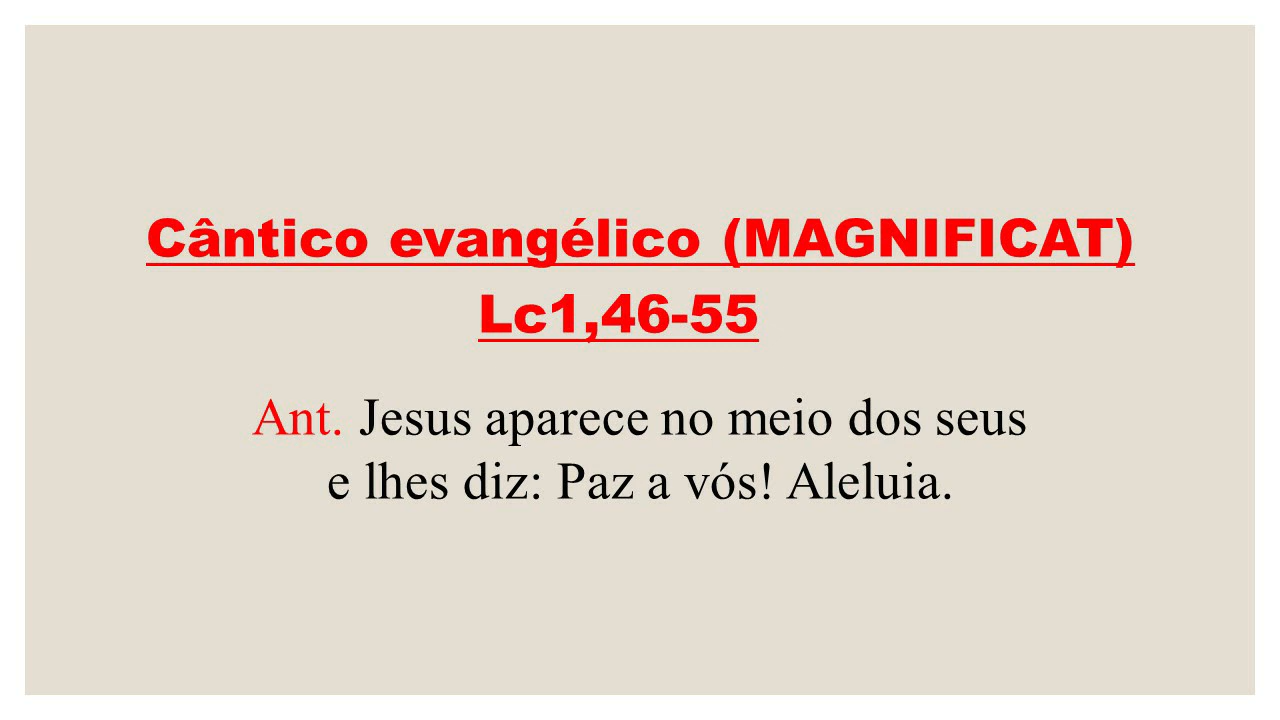 Cântico evangélico (MAGNIFICAT)
Lc1,46-55
Ant. Jesus aparece no meio dos seus
e lhes diz: Paz a vós! Aleluia.